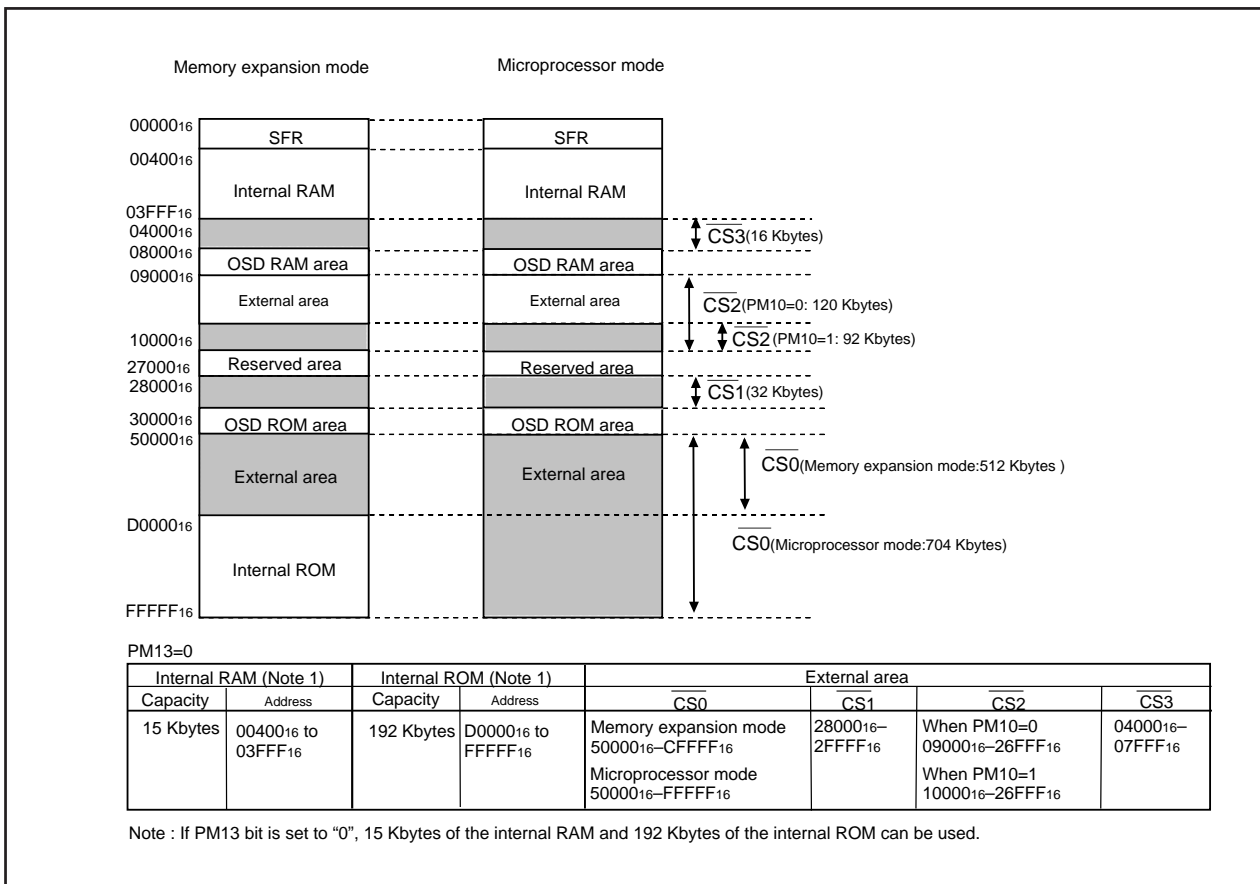 Memory expansion mode
Microprocessor mode
0000016
SFR
SFR
0040016
Internal RAM
Internal RAM
03FFF16
0400016
CS3(16 Kbytes)
0800016
OSD RAM area
OSD RAM area
0900016
External area
External area
CS2(PM10=0: 120 Kbytes)
CS2(PM10=1: 92 Kbytes)
1000016
Reserved area
Reserved area
2700016
2800016
CS1(32 Kbytes)
3000016
OSD ROM area
OSD ROM area
5000016
CS0(Memory expansion mode:512 Kbytes )
External area
External area
D000016
CS0(Microprocessor mode:704 Kbytes)
Internal ROM
FFFFF16
PM13=0
Internal RAM (Note 1) Internal ROM (Note 1) External area
Capacity Address Capacity Address CS0 CS1 CS2 CS3
15 Kbytes 0040016 to 192 Kbytes D000016 to Memory expansion mode 2800016– When PM10=0 0400016–
03FFF16 FFFFF16 5000016–CFFFF16 2FFFF16 0900016–26FFF16 07FFF16
Microprocessor mode When PM10=1
5000016–FFFFF16 1000016–26FFF16
Note : If PM13 bit is set to “0”, 15 Kbytes of the internal RAM and 192 Kbytes of the internal ROM can be used.